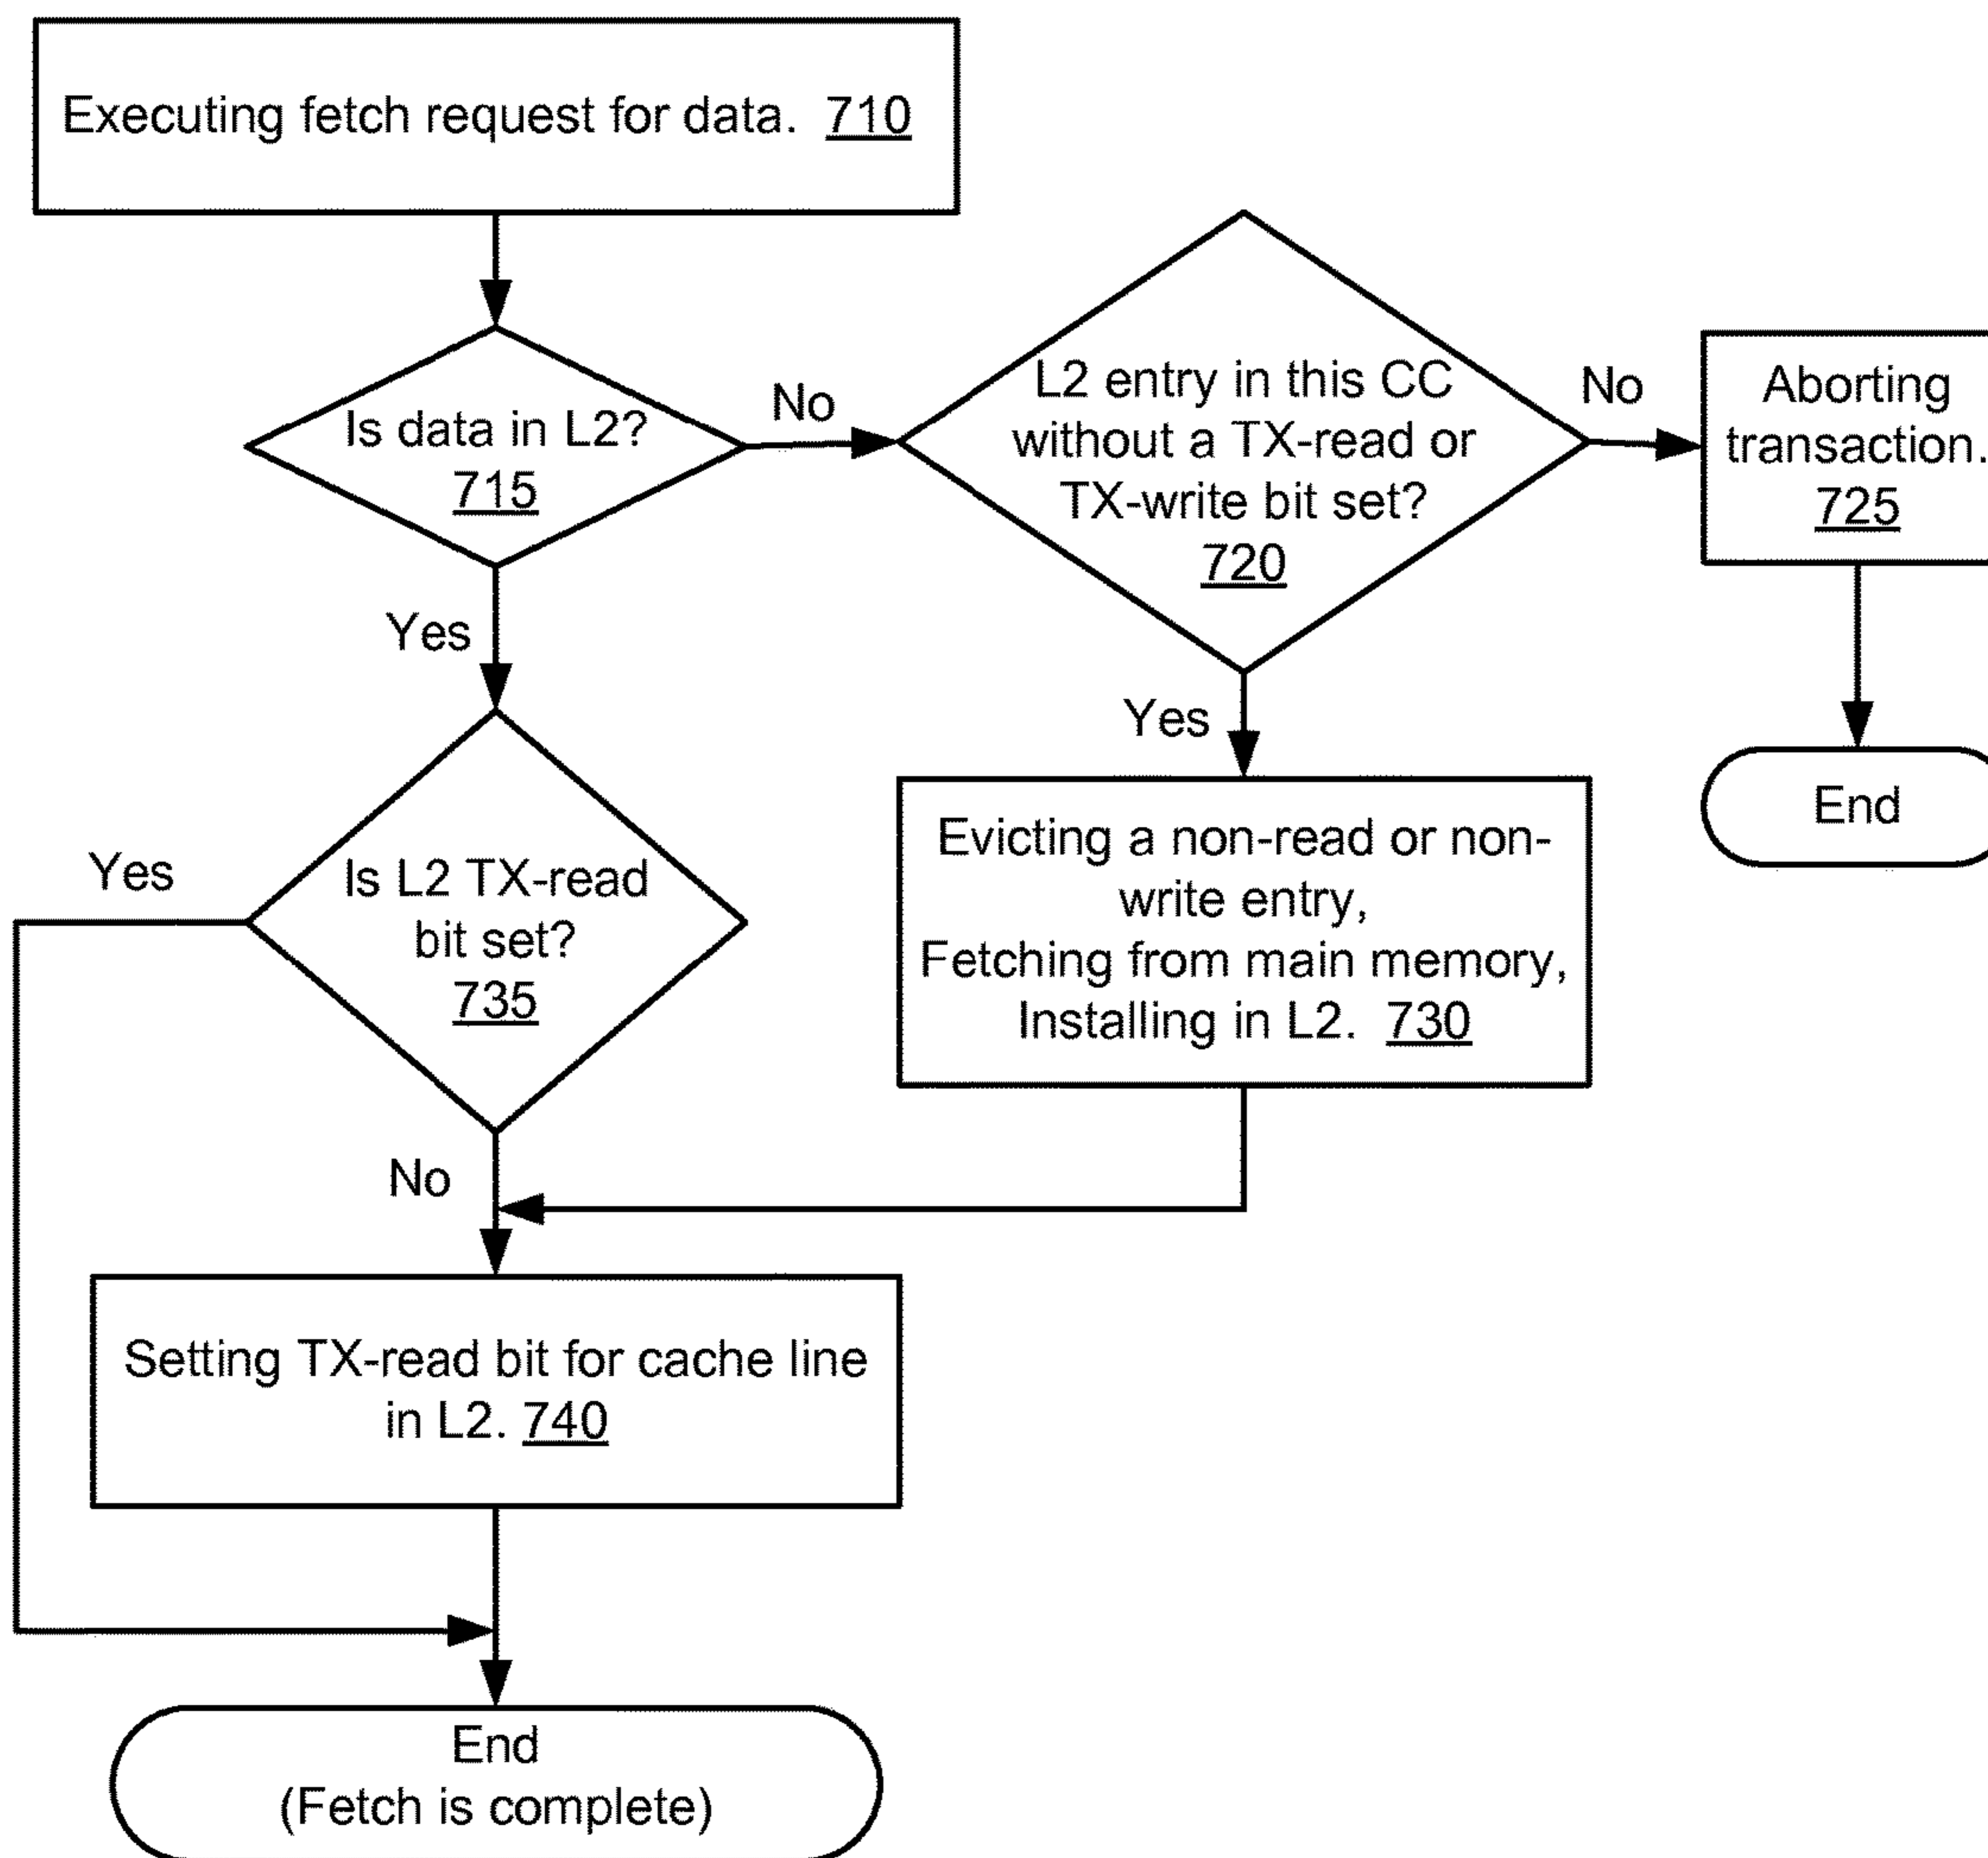 Executing fetch request for data. 710
Is data in L2?
715
No
L2 entry in this CC
without a TX-read or
TX-write bit set?
720
No
Aborting
transaction.
725
End
Yes
Yes
Evicting a non-read or non-
write entry,
Fetching from main memory,
Installing in L2. 730
Yes
Is L2 TX-read
bit set?
735
No
Setting TX-read bit for cache line
in L2. 740
End
(Fetch is complete)